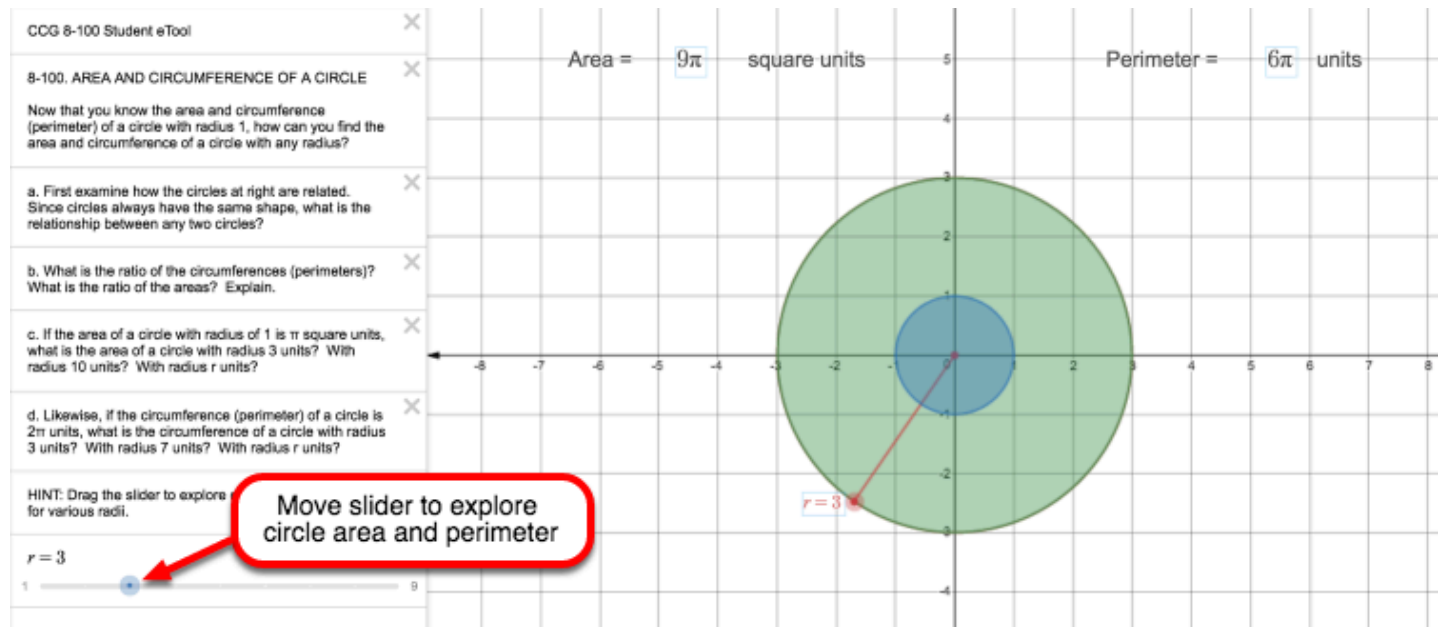 CCG 8-100 Student eTool
8-100. AREA AND CIRCUMFERENCE OF A CIRCLE
Now that you know the area and circumference
(perimeter) of a circle with radius 1, how can you find the
area and circumference of a circle with any radius?
a. First examine how the circles at right are related.
Since circles always have the same shape, what is the
relationship between any two circles?
b. What is the ratio of the circumferences (perimeters)?
What is the ratio of the areas? Explain.
c. If the area of a circle with radius of 1 is π square units,
what is the area of a circle with radius 3 units? With
radius 10 units? With radius r units?
d. Likewise, if the circumference (perimeter) of a circle is
2π units, what is the circumference of a circle with radius
3 units? With radius 7 units? With radius r units?
HINT: Drag the slider to explore
for various radii.
r = 3
1 9
Move slider to explore
circle area and perimeter
Area = 9π square units
Perimeter = 6π units
5
4
3
2
1
-8 -7 -6 -5 -4 -3 -2 -1 0 1 2 3 4 5 6 7 8
-1
-2
-3
-4
r = 3